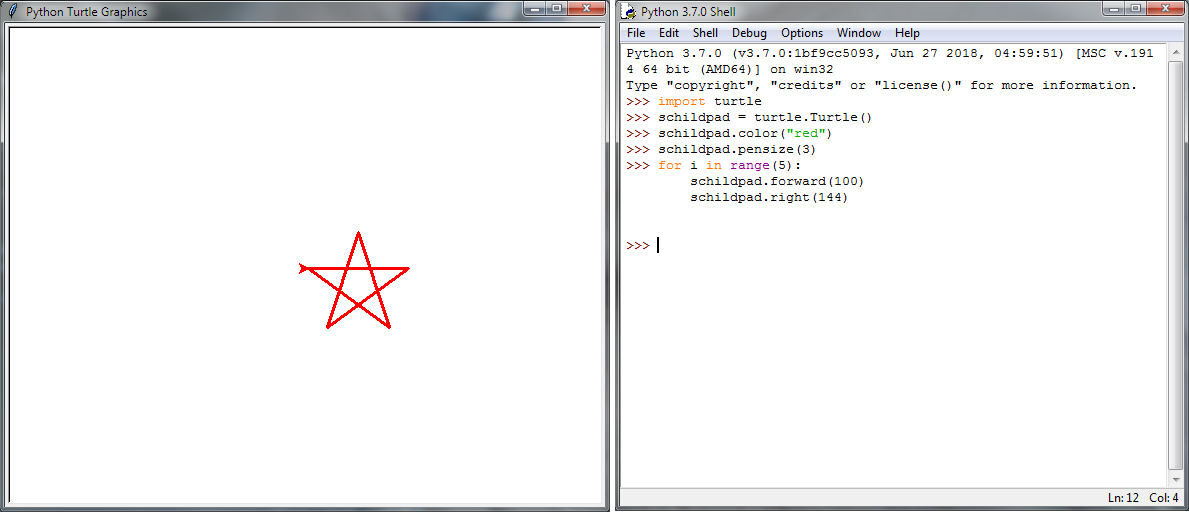 Python Turtle Graphics
Python 3.7.0 Shell
File Edit Shell Debug Options Window Help
Python 3.7.0 (v3.7.0:1bf9cc5093, Jun 27 2018, 04:59:51) [MSC v.191
4 64 bit (AMD64)] on win32
Type "copyright", "credits" or "license()" for more information.
>>> import turtle
>>> schildpad = turtle.Turtle()
>>> schildpad.color("red")
>>> schildpad.pensize(3)
>>> for i in range(5):
        schildpad.forward(100)
        schildpad.right(144)
>>>
Ln: 12 Col: 4